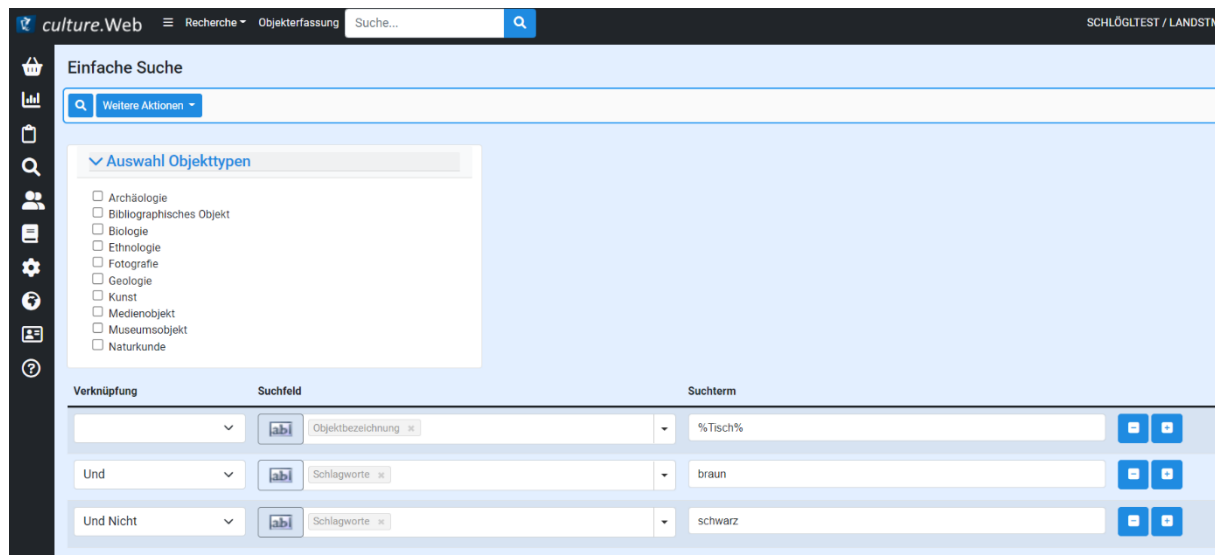 culture.Web Recherche Objekterfassung Suche... SCHLÖGLTEST / LANDSTM
Einfache Suche
Weitere Aktionen
Auswahl Objekttypen
Archäologie
Bibliographisches Objekt
Biologie
Ethnologie
Fotografie
Geologie
Kunst
Medienobjekt
Museumsobjekt
Naturkunde
Verknüpfung Suchfeld Suchterm
abl Objektbezeichnung %Tisch%
Und abl Schlagworte braun
Und Nicht abl Schlagworte schwarz